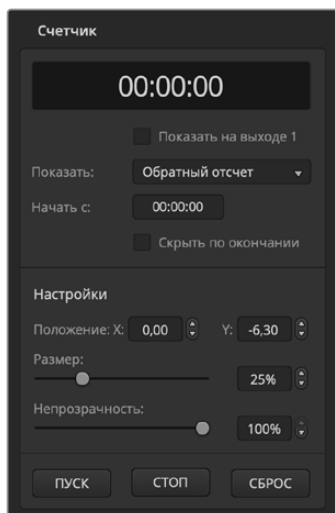 Счетчик
00:00:00
Показать на выходе 1
Показать: Обратный отсчет
Начать с: 00:00:00
Скрыть по окончании
Настройки
Положение: X: 0,00 Y: -6,30
Размер:
25%
Непрозрачность:
100%
ПУСК СТОП СБРОС